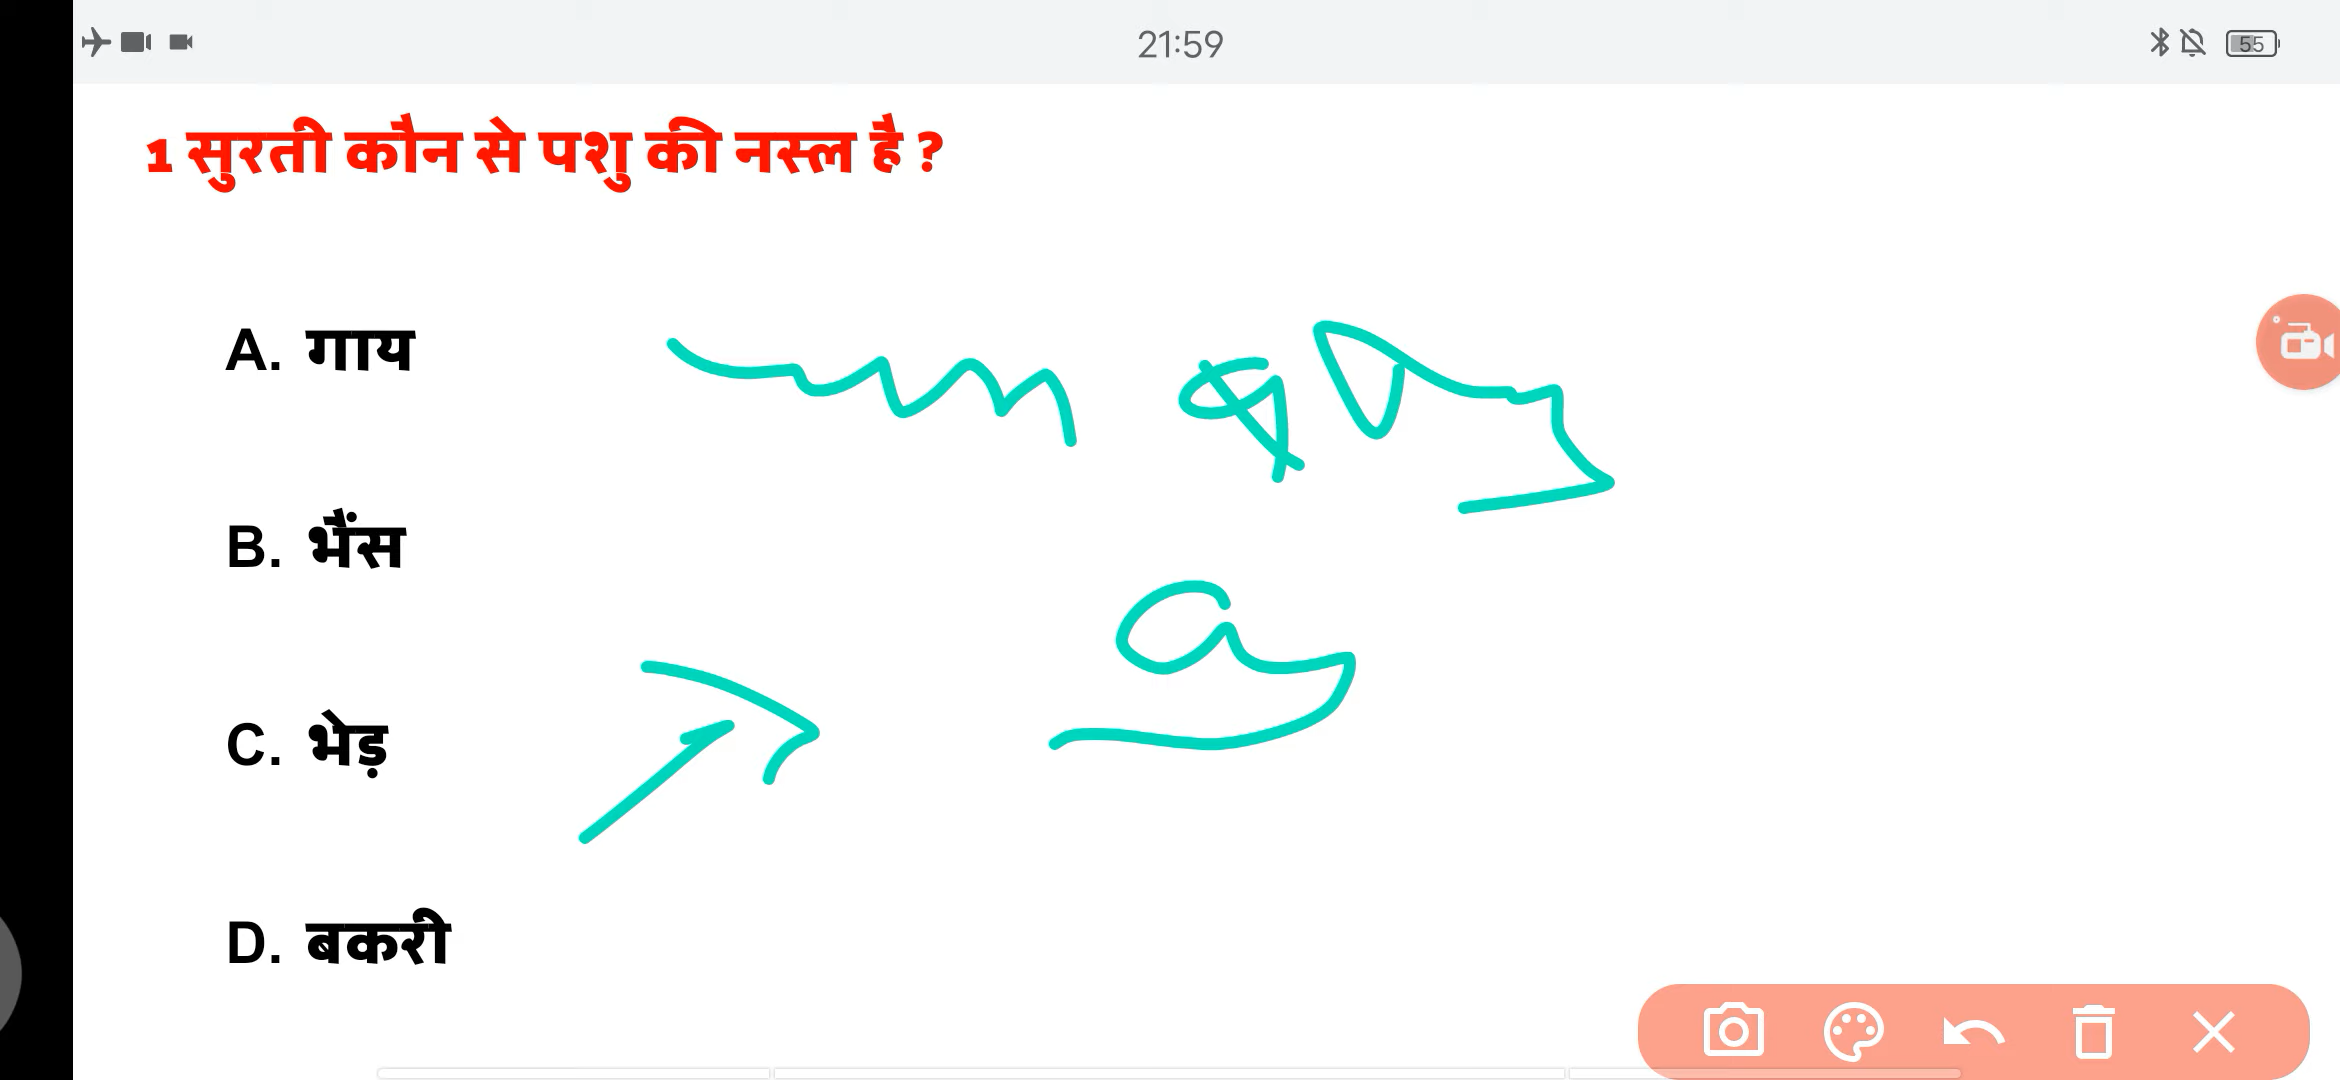 21:59
55
1 सुरती कौन से पशु की नस्ल है ?
A. गाय
B. भैंस
C. भेड़
D. बकरी